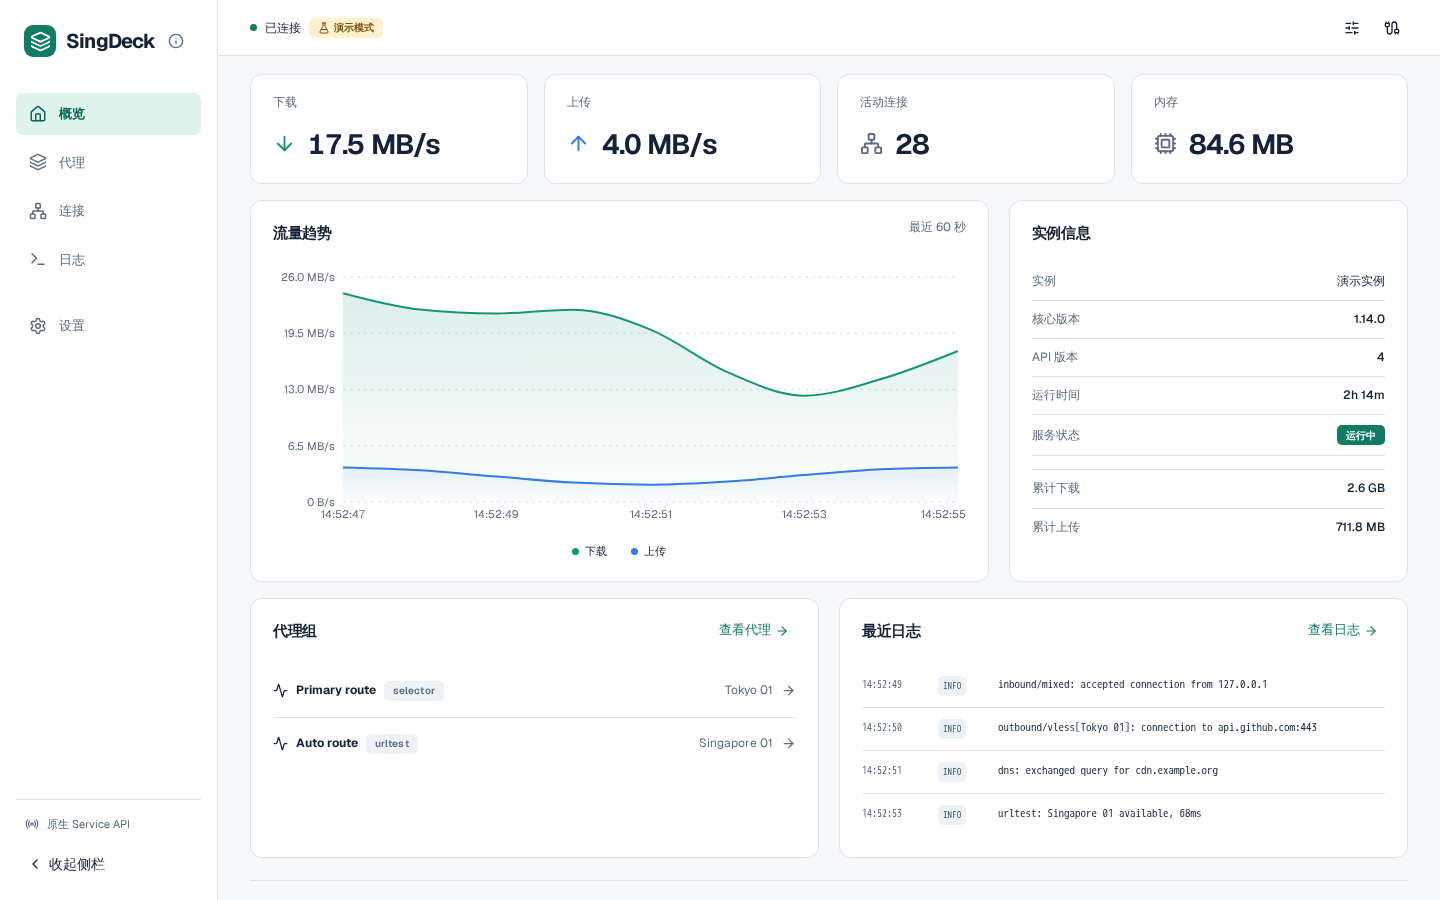 SingDeck
概览
代理
连接
日志
设置
原生 Service API
收起侧栏
已连接
演示模式
下载
17.5 MB/s
上传
4.0 MB/s
活动连接
28
内存
84.6 MB
流量趋势
最近 60 秒
26.0 MB/s
19.5 MB/s
13.0 MB/s
6.5 MB/s
0 B/s
14:52:47
14:52:49
14:52:51
14:52:53
14:52:55
下载
上传
实例信息
实例
演示实例
核心版本
1.14.0
API 版本
4
运行时间
2h 14m
服务状态
运行中
累计下载
2.6 GB
累计上传
711.8 MB
代理组
查看代理
Primary route
selector
Tokyo 01
Auto route
urltest
Singapore 01
最近日志
查看日志
14:52:49 INFO inbound/mixed: accepted connection from 127.0.0.1
14:52:50 INFO outbound/vless[Tokyo 01]: connection to api.github.com:443
14:52:51 INFO dns: exchanged query for cdn.example.org
14:52:53 INFO urltest: Singapore 01 available, 68ms